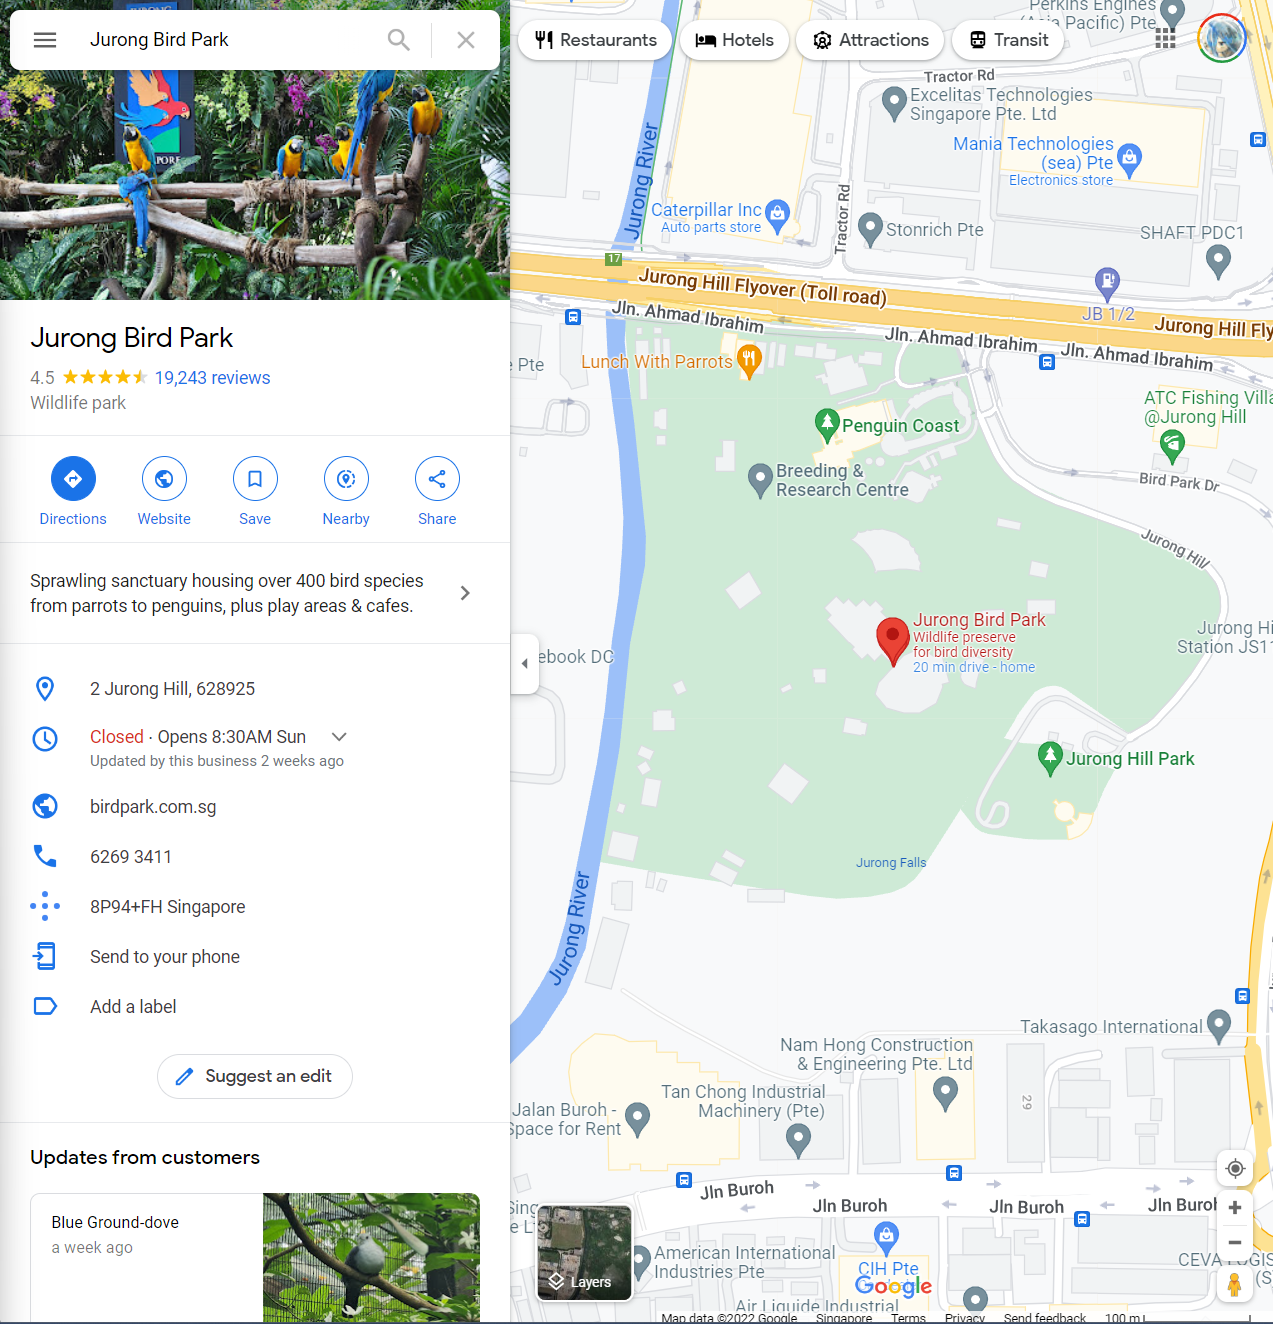 Jurong Bird Park
Jurong Bird Park
4.5
19,243 reviews
Wildlife park
Directions
Website
Save
Nearby
Share
Sprawling sanctuary housing over 400 bird species
from parrots to penguins, plus play areas & cafes.
2 Jurong Hill, 628925
Closed · Opens 8:30AM Sun
Updated by this business 2 weeks ago
birdpark.com.sg
6269 3411
8P94+FH Singapore
Send to your phone
Add a label
Suggest an edit
Updates from customers
Blue Ground-dove
a week ago
Restaurants
Hotels
Attractions
Transit
Perkins Engines
(Asia Pacific) Pte
Tractor Rd
Excelitas Technologies
Singapore Pte. Ltd
Mania Technologies
(sea) Pte
Electronics store
Jurong River
Caterpillar Inc
Auto parts store
Tractor Rd
Stonrich Pte
SHAFT PDC1
17
Jurong Hill Flyover (Toll road)
JB 1/2
Jurong Hill Fly
Jln. Ahmad Ibrahim
Jln. Ahmad Ibrahim
Jln. Ahmad Ibrahim
Pte
Lunch With Parrots
ATC Fishing Villa
@Jurong Hill
Penguin Coast
Breeding &
Research Centre
Bird Park Dr
Jurong Hill
Jurong Bird Park
Wildlife preserve
for bird diversity
20 min drive - home
Jurong Hi
Station JS11
ebook DC
Jurong Hill Park
Jurong Falls
Jurong River
Takasago International
Nam Hong Construction
& Engineering Pte. Ltd
Tan Chong Industrial
Machinery (Pte)
29
Jalan Buroh -
Space for Rent
Jln Buroh
Jln Buroh
Jln Buroh
Jln Buroh
Sing
e Lt
American International
Industries Pte
CIH Pte
CEVA LOGIS
(S
Layers
Google
Air Liquide Industrial
Map data ©2022 Google
Singapore
Terms
Privacy
Send feedback
100 m